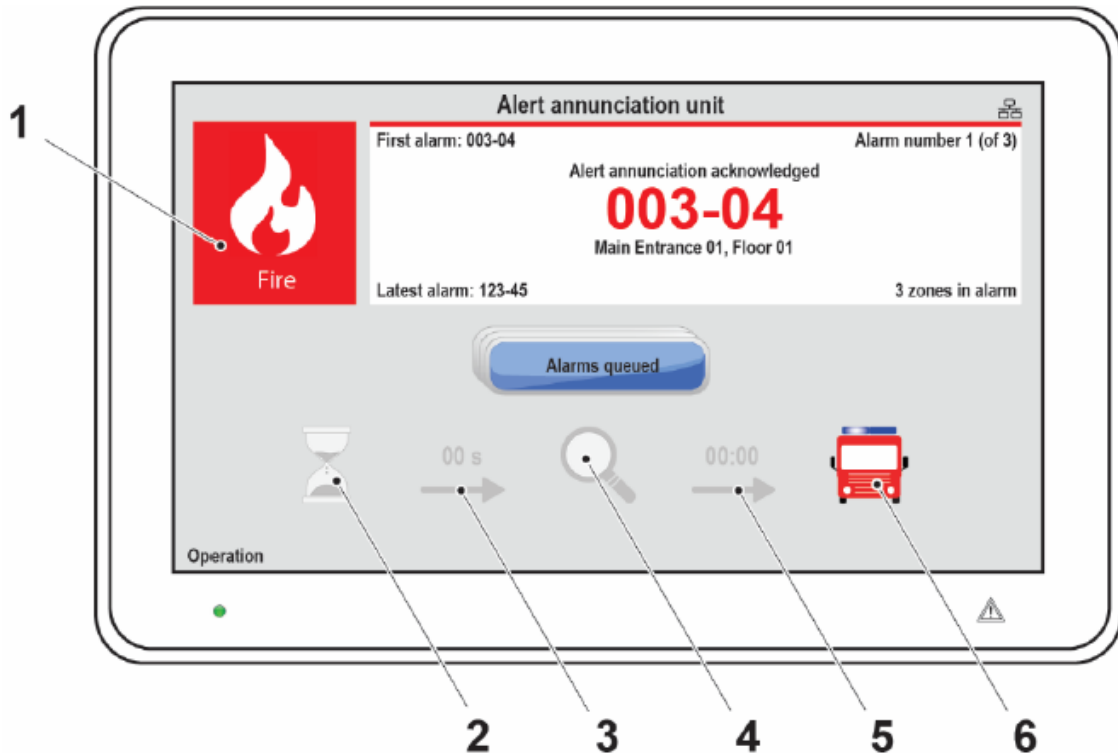 Alert annunciation unit
1
First alarm: 003-04
Alarm number 1 (of 3)
Alert annunciation acknowledged
003-04
Main Entrance 01, Floor 01
Fire
Latest alarm: 123-45
3 zones in alarm
Alarms queued
00 s
00:00
Operation
2
3
4
5
6